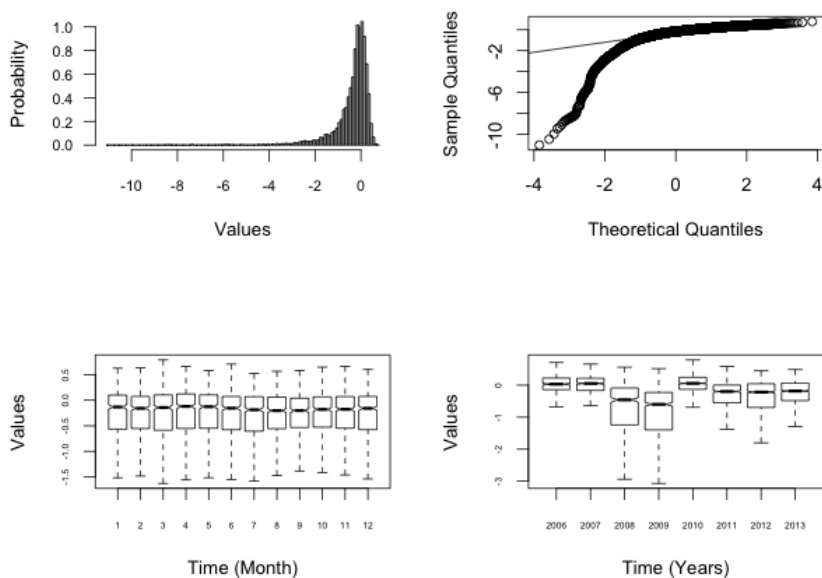 Probability
1.0
0.8
0.6
0.4
0.2
0.0
-10 -8 -6 -4 -2 0
Values
Sample Quantiles
-2
-6
-10
-4 -2 0 2 4
Theoretical Quantiles
Values
0.5
0.0
-0.5
-1.0
-1.5
1 2 3 4 5 6 7 8 9 10 11 12
Time (Month)
Values
0
-1
-2
-3
2006 2007 2008 2009 2010 2011 2012 2013
Time (Years)